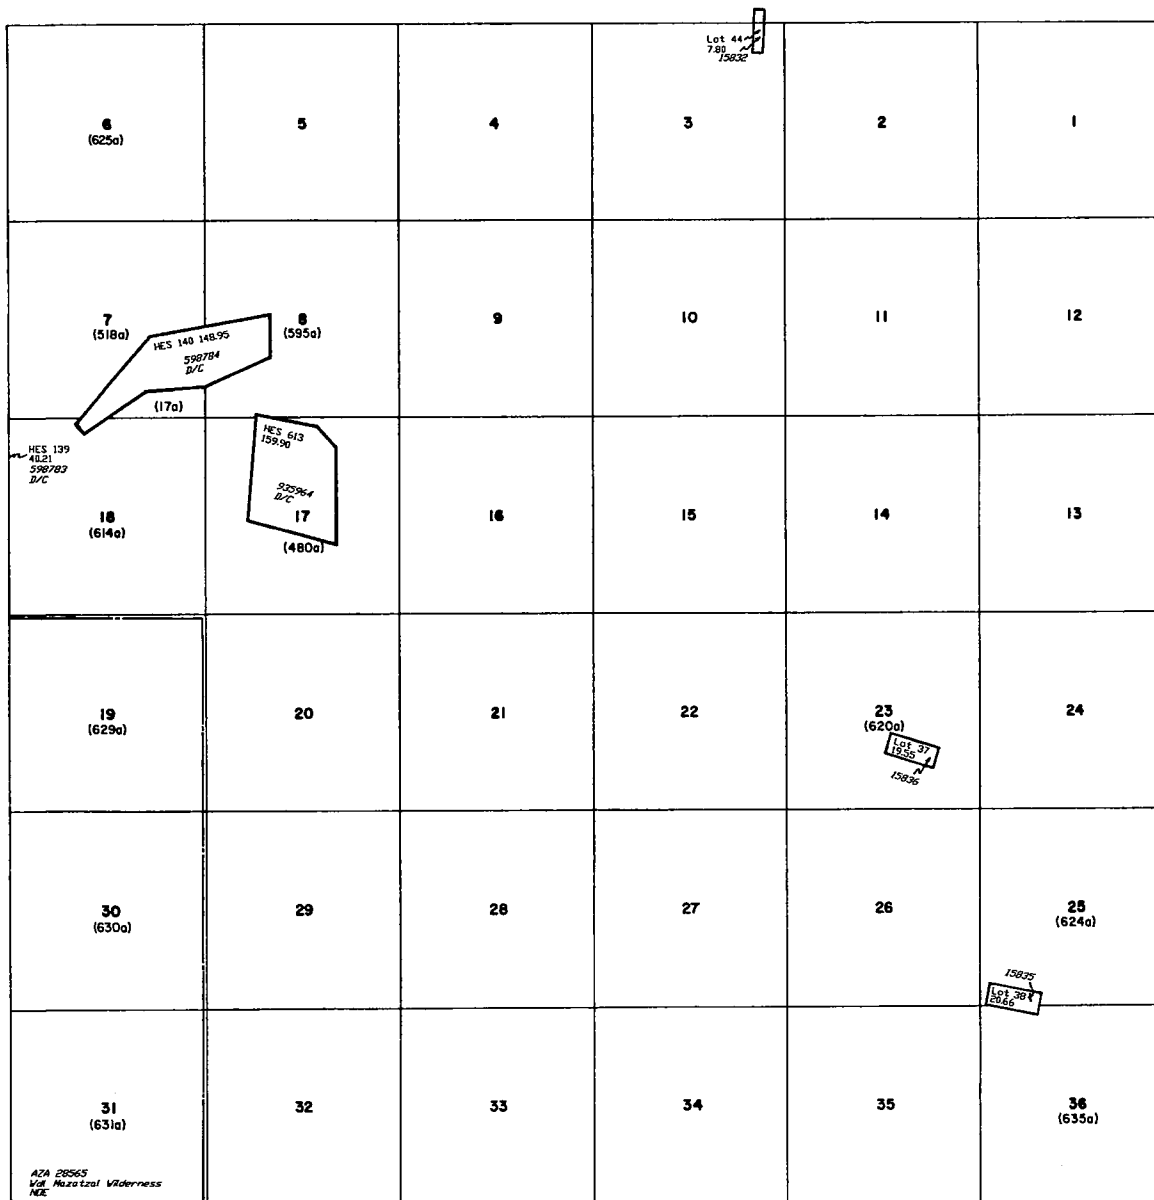 Lot 44
7.80
15832
6
(625a)
5
4
3
2
1
7
(518a)
8
(595a)
9
10
11
12
HES 140 148.95
598784
D/C
(17a)
HES 139
40.21
598783
D/C
HES 613
159.90
935964
D/C
18
(614a)
17
(480a)
16
15
14
13
19
(629a)
20
21
22
23
(620a)
24
Lot 37
19.55
15836
30
(630a)
29
28
27
26
25
(624a)
15835
Lot 38
20.66
31
(631a)
32
33
34
35
36
(635a)
AZA 28565
Wdl Mazatzal Wilderness
NDE